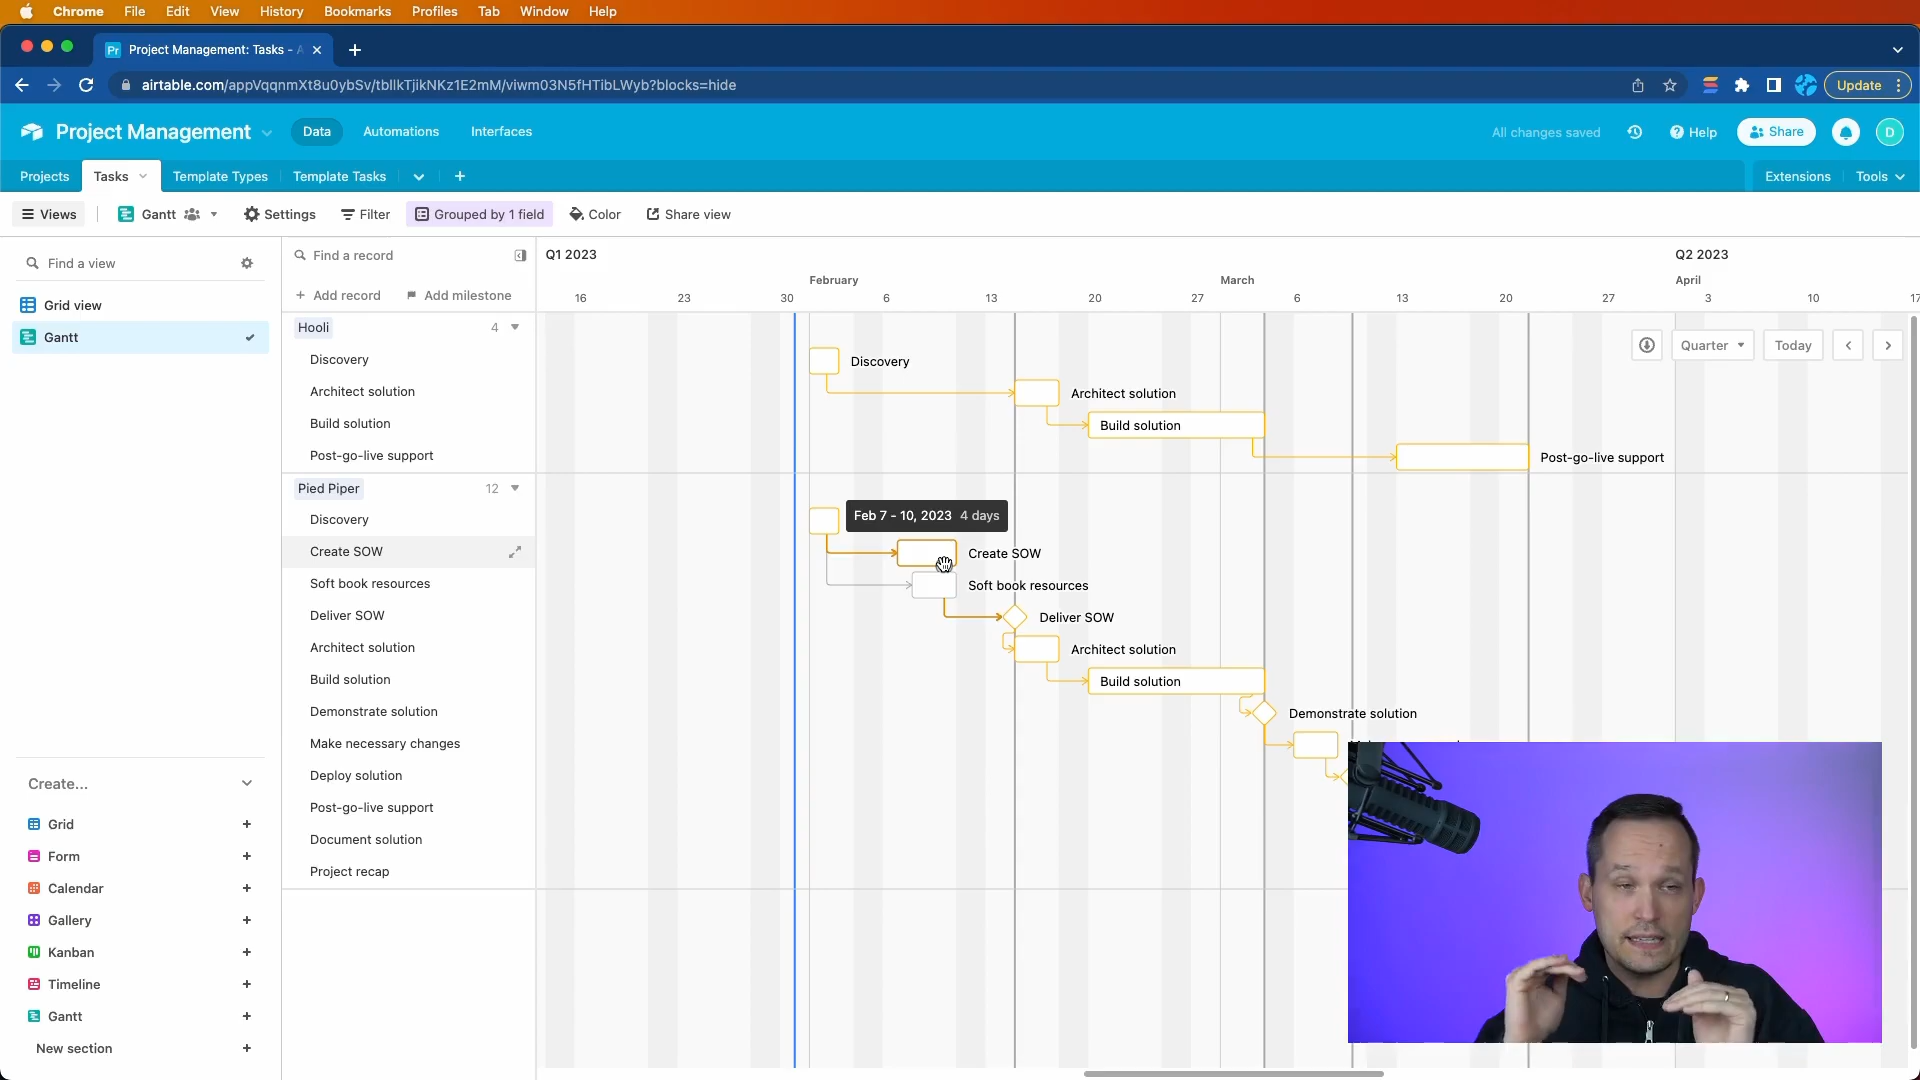 Chrome File Edit View History Bookmarks Profiles Tab Window Help
Pr Project Management: Tasks - A
airtable.com/appVqqnmXt8u0ybSv/tbllkTjikNKz1E2mM/viwm03N5fHTibLWyb?blocks=hide
Update
Project Management Data Automations Interfaces All changes saved Help Share D
Projects Tasks Template Types Template Tasks Extensions Tools
Views Gantt Settings Filter Grouped by 1 field Color Share view
Find a view
Grid view
Gantt
Create...
Grid
Form
Calendar
Gallery
Kanban
Timeline
Gantt
New section
Find a record
Add record Add milestone
Hooli 4
Discovery
Architect solution
Build solution
Post-go-live support
Pied Piper 12
Discovery
Create SOW
Soft book resources
Deliver SOW
Architect solution
Build solution
Demonstrate solution
Make necessary changes
Deploy solution
Post-go-live support
Document solution
Project recap
Q1 2023 Q2 2023
February March April
16 23 30 6 13 20 27 6 13 20 27 3 10 17
Quarter Today
Discovery
Architect solution
Build solution
Post-go-live support
Feb 7 - 10, 2023 4 days
Create SOW
Soft book resources
Deliver SOW
Architect solution
Build solution
Demonstrate solution